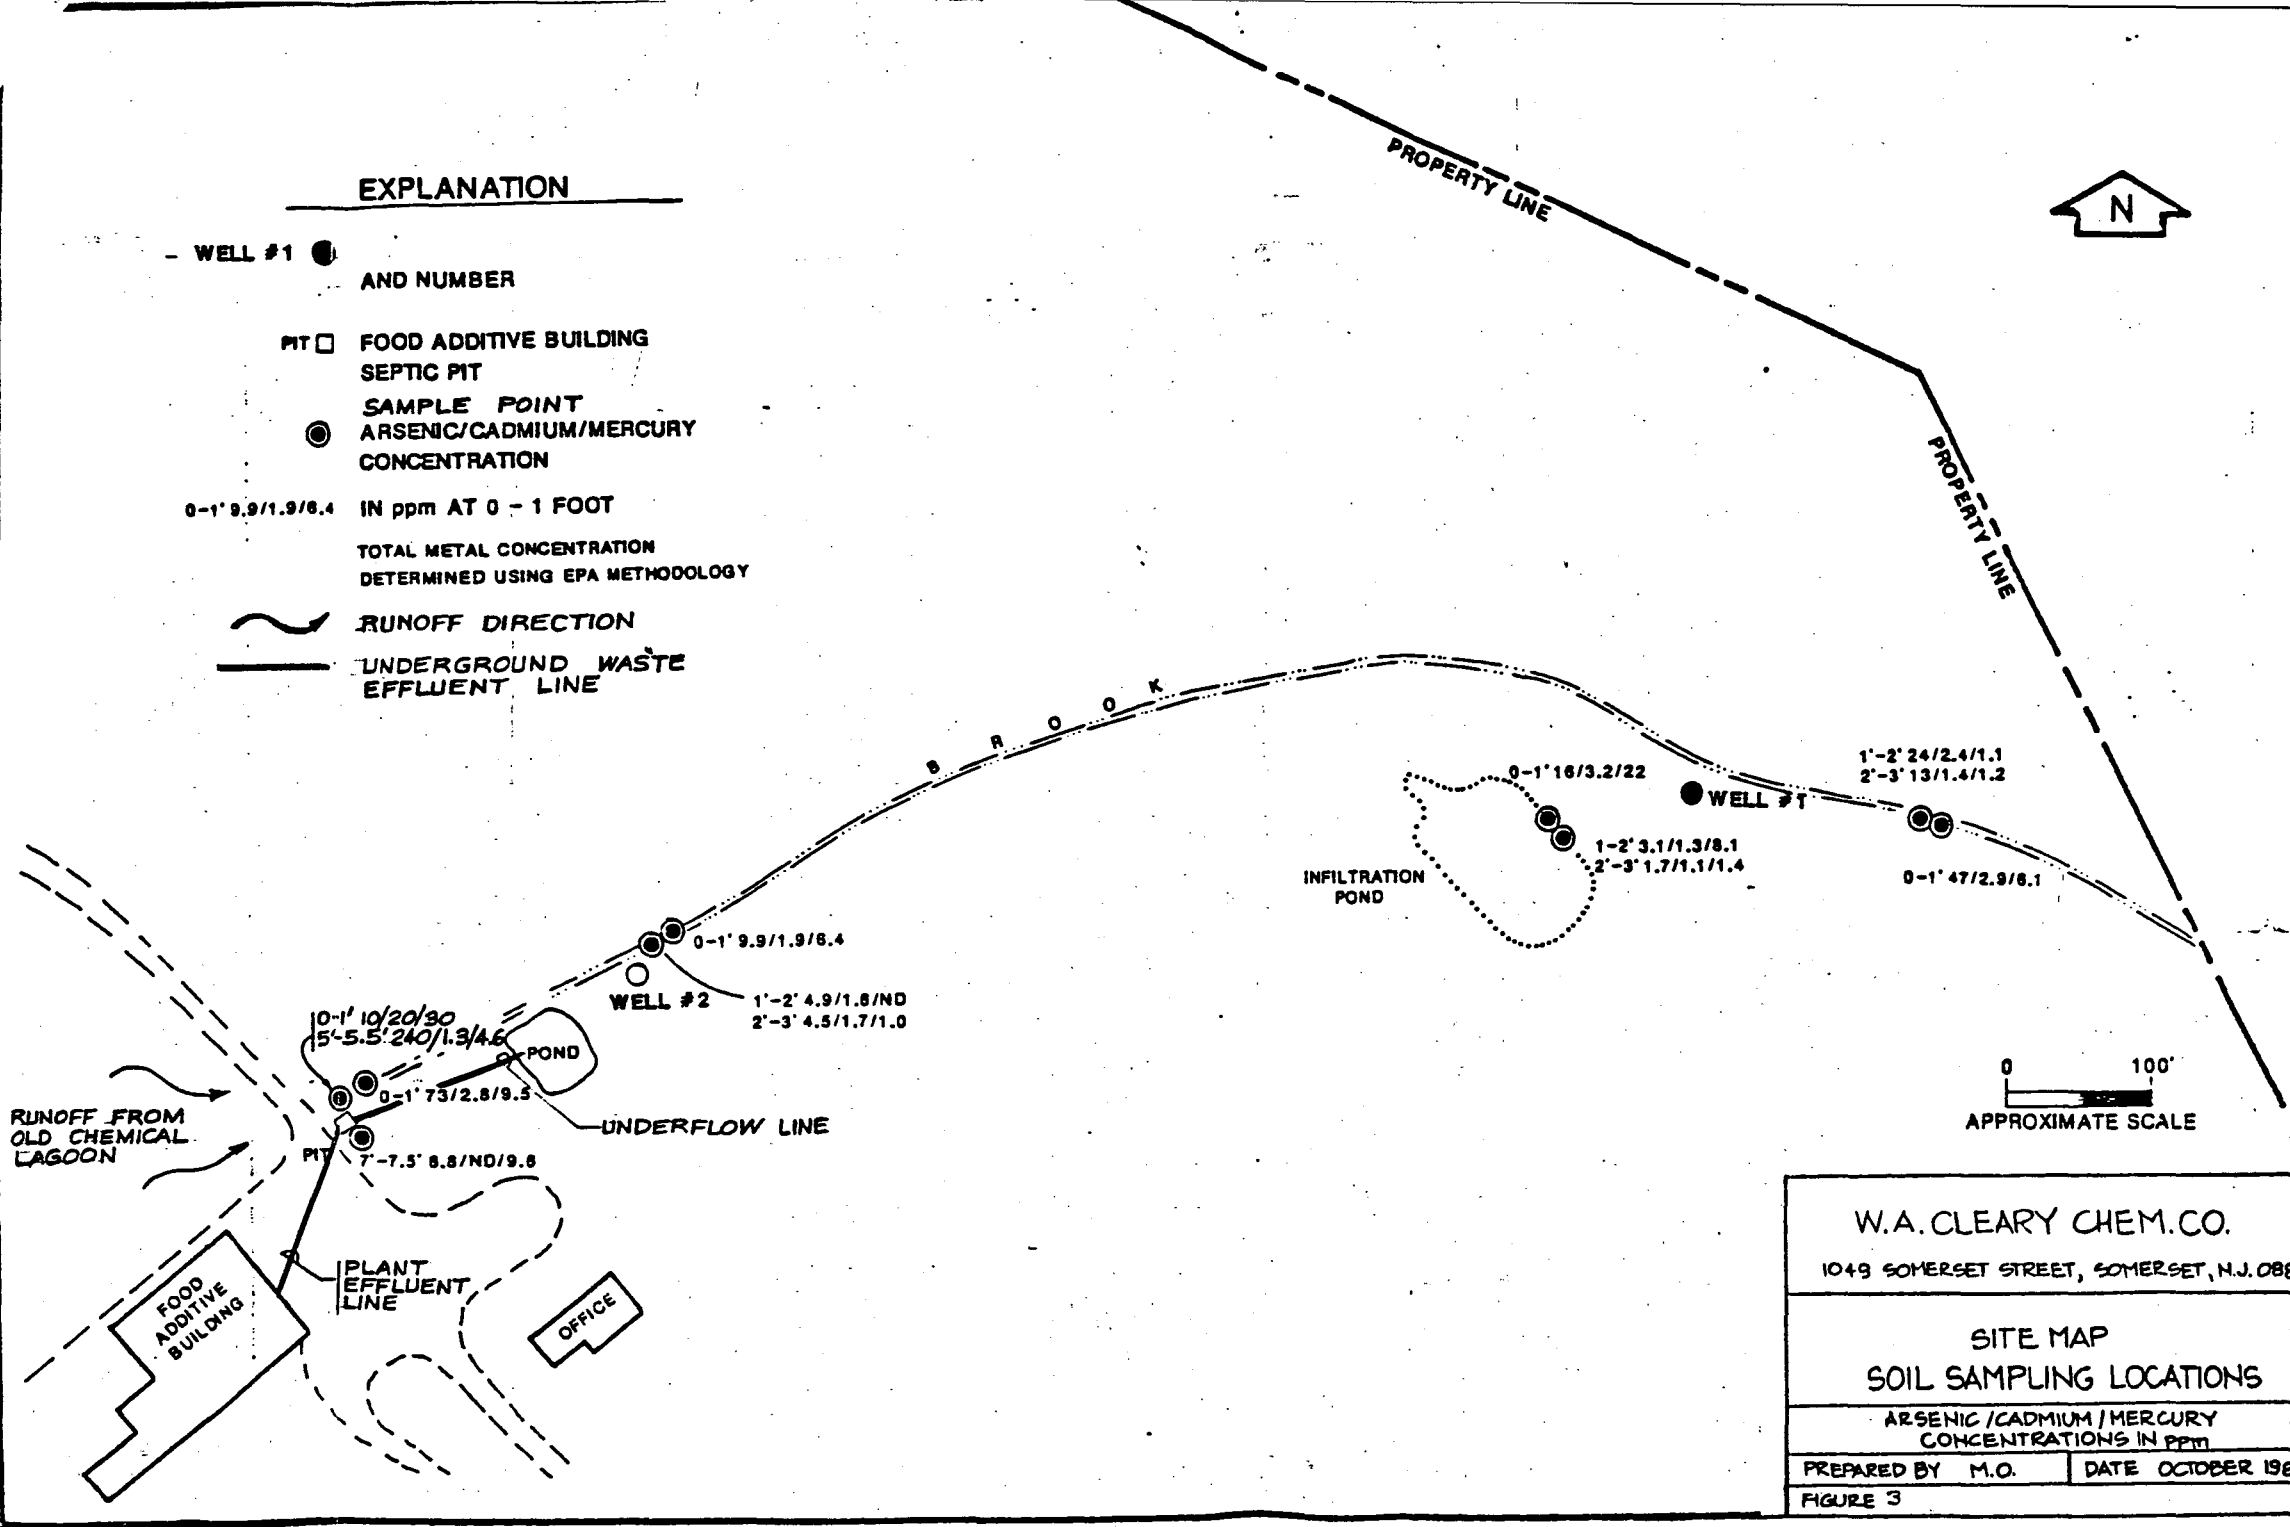 EXPLANATION
WELL #1
AND NUMBER
PIT
FOOD ADDITIVE BUILDING
SEPTIC PIT
SAMPLE POINT
ARSENIC/CADMIUM/MERCURY
CONCENTRATION
0-1' 9.9/1.9/6.4 IN ppm AT 0 - 1 FOOT
TOTAL METAL CONCENTRATION
DETERMINED USING EPA METHODOLOGY
RUNOFF DIRECTION
UNDERGROUND WASTE
EFFLUENT LINE
PROPERTY LINE
N
PROPERTY LINE
BROOK
0-1' 16/3.2/22
WELL #1
1'-2' 24/2.4/1.1
2'-3' 13/1.4/1.2
1-2' 3.1/1.3/8.1
2'-3' 1.7/1.1/1.4
INFILTRATION
POND
0-1' 47/2.9/6.1
0-1' 9.9/1.9/6.4
WELL #2
1'-2' 4.9/1.6/ND
2'-3' 4.5/1.7/1.0
0-1' 10/20/30
5'-5.5' 240/1.3/4.6
POND
0-1' 73/2.8/9.5
UNDERFLOW LINE
RUNOFF FROM
OLD CHEMICAL
LAGOON
PIT
7'-7.5' 6.8/ND/9.6
PLANT
EFFLUENT
LINE
FOOD
ADDITIVE
BUILDING
OFFICE
0 100'
APPROXIMATE SCALE
W.A. CLEARY CHEM. CO.
1049 SOMERSET STREET, SOMERSET, N.J. 088
SITE MAP
SOIL SAMPLING LOCATIONS
ARSENIC/CADMIUM/MERCURY
CONCENTRATIONS IN ppm
PREPARED BY M.O.
DATE OCTOBER 198
FIGURE 3